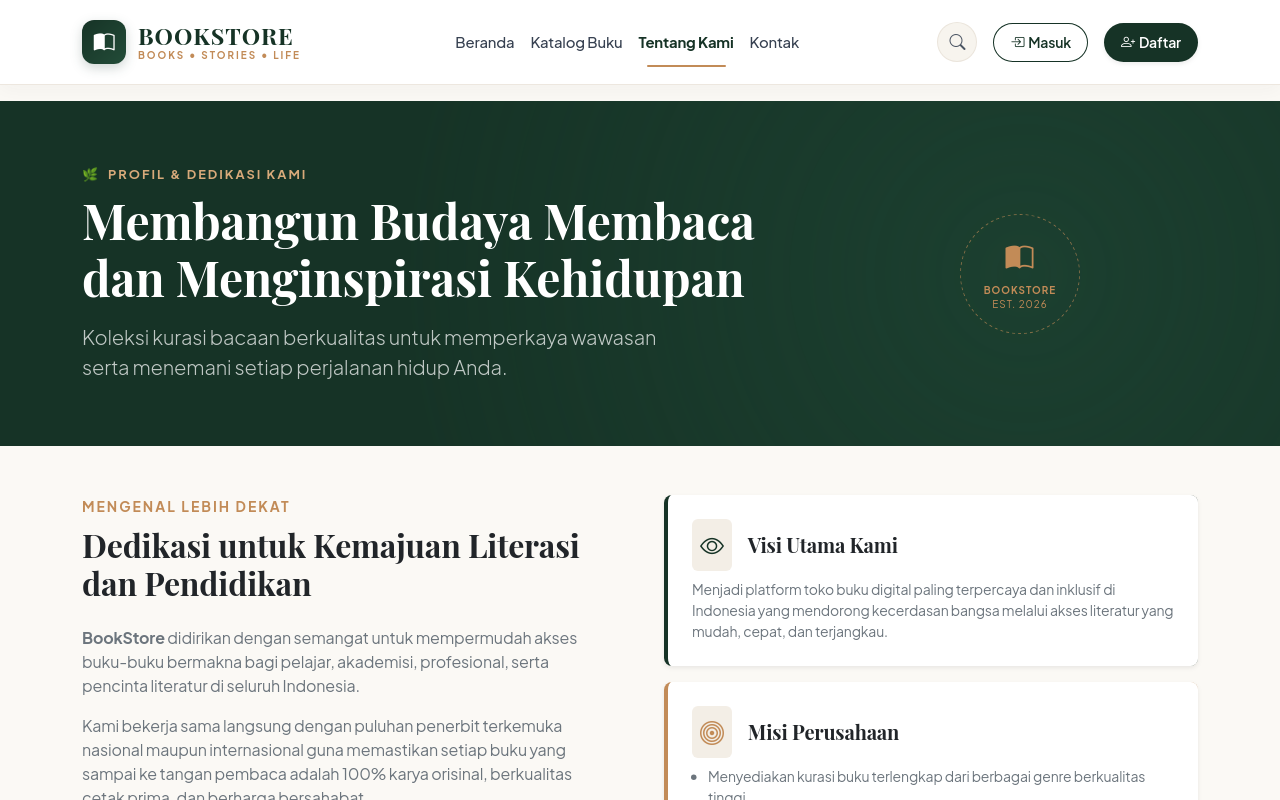 BOOKSTORE
BOOKS • STORIES • LIFE
Beranda
Katalog Buku
Tentang Kami
Kontak
Masuk
Daftar
PROFIL & DEDIKASI KAMI
Membangun Budaya Membaca
dan Menginspirasi Kehidupan
Koleksi kurasi bacaan berkualitas untuk memperkaya wawasan
serta menemani setiap perjalanan hidup Anda.
BOOKSTORE
EST. 2026
MENGENAL LEBIH DEKAT
Dedikasi untuk Kemajuan Literasi
dan Pendidikan
BookStore didirikan dengan semangat untuk mempermudah akses
buku-buku bermakna bagi pelajar, akademisi, profesional, serta
pencinta literatur di seluruh Indonesia.
Kami bekerja sama langsung dengan puluhan penerbit terkemuka
nasional maupun internasional guna memastikan setiap buku yang
sampai ke tangan pembaca adalah 100% karya orisinal, berkualitas
cetak prima, dan berharga bersahabat.
Visi Utama Kami
Menjadi platform toko buku digital paling terpercaya dan inklusif di
Indonesia yang mendorong kecerdasan bangsa melalui akses literatur yang
mudah, cepat, dan terjangkau.
Misi Perusahaan
• Menyediakan kurasi buku terlengkap dari berbagai genre berkualitas
tinggi.